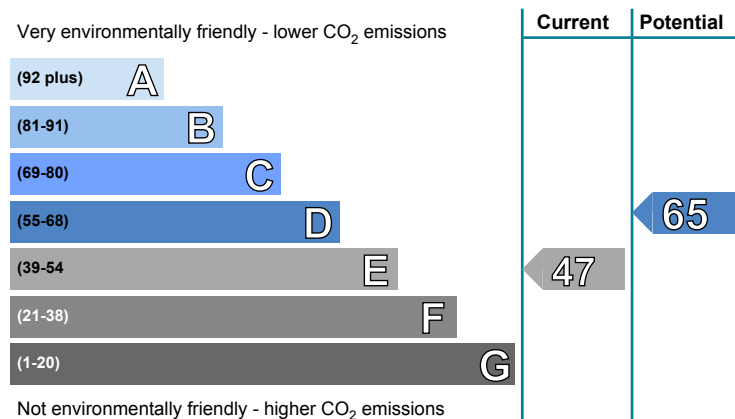 Very environmentally friendly - lower CO₂ emissions
Current
Potential
(92 plus) A
(81-91) B
(69-80) C
(55-68) D
65
(39-54 E
47
(21-38) F
(1-20) G
Not environmentally friendly - higher CO₂ emissions